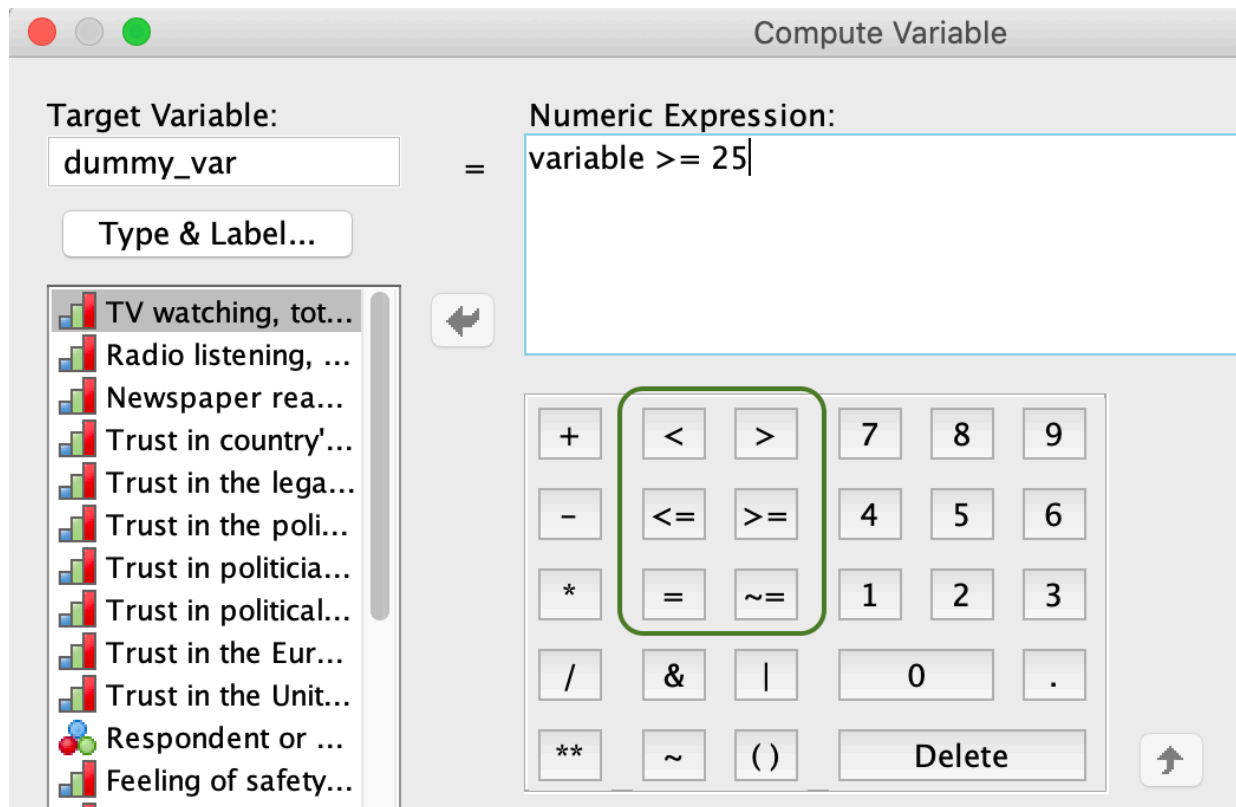 Compute Variable
Target Variable:
dummy_var
=
Numeric Expression:
variable >= 25
Type & Label...
TV watching, tot...
Radio listening, ...
Newspaper rea...
Trust in country'...
Trust in the lega...
Trust in the poli...
Trust in politicia...
Trust in political...
Trust in the Eur...
Trust in the Unit...
Respondent or ...
Feeling of safety...
+ < > 7 8 9
- <= >= 4 5 6
* = ~= 1 2 3
/ & | 0 .
** ~ () Delete